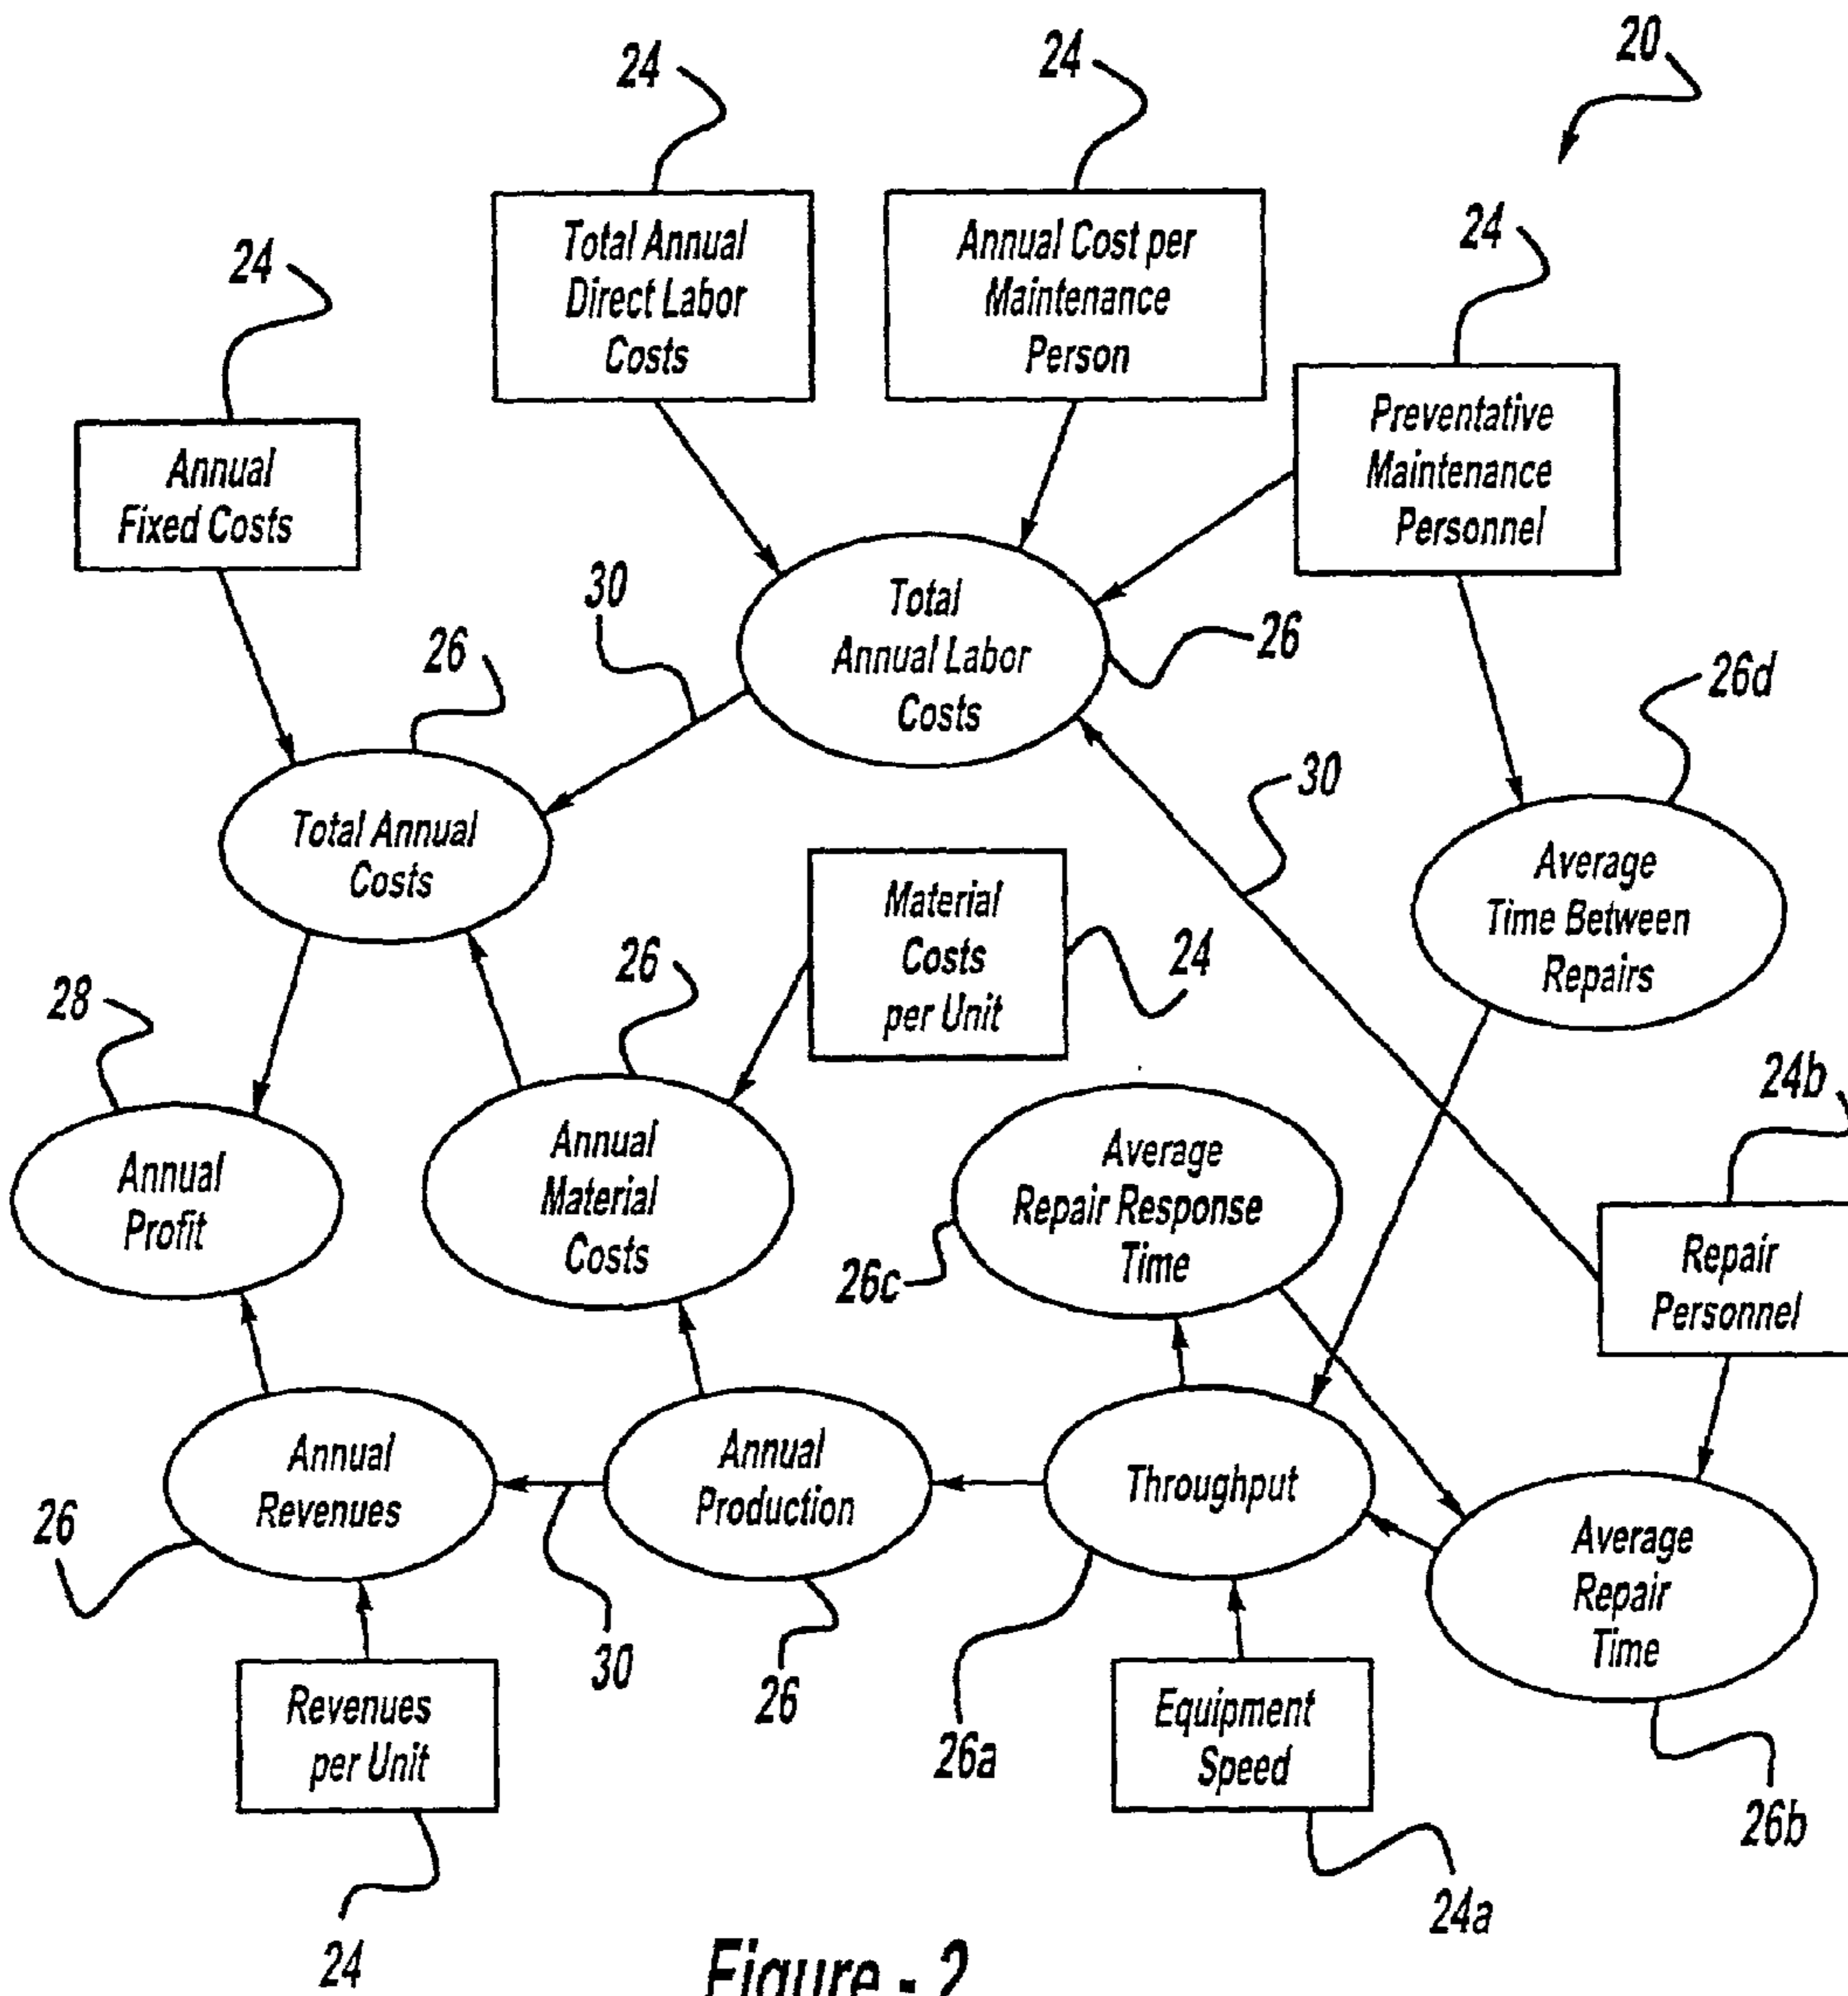 20
24
24
24
24
Total Annual
Direct Labor
Costs
Annual Cost per
Maintenance
Person
Preventative
Maintenance
Personnel
Annual
Fixed Costs
30
26
Total
Annual Labor
Costs
26
26d
30
Total Annual
Costs
Material
Costs
per Unit
24
Average
Time Between
Repairs
28
26
24b
Annual
Profit
Annual
Material
Costs
Average
Repair Response
Time
26c
Repair
Personnel
Annual
Revenues
Annual
Production
Throughput
Average
Repair
Time
26
30
26
26a
Revenues
per Unit
Equipment
Speed
26b
24
24a
Figure - 2